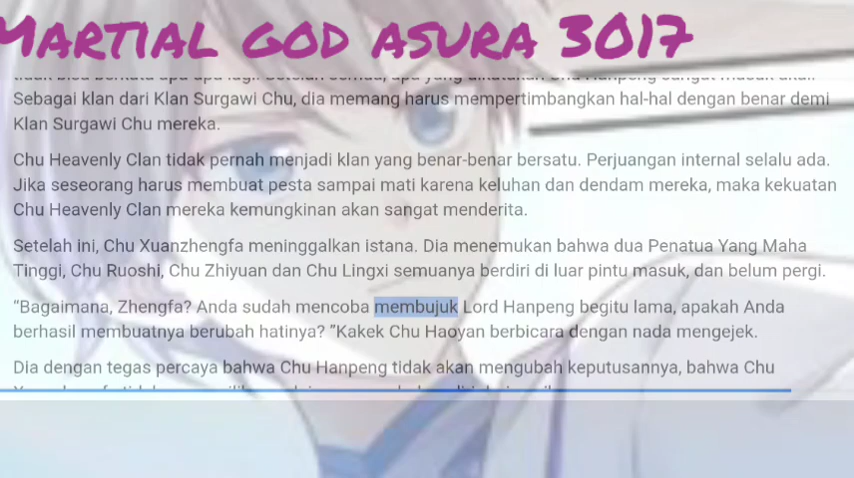 MARTIAL GOD ASURA 3017
Sebagai klan dari Klan Surgawi Chu, dia memang harus mempertimbangkan hal-hal dengan benar demi
Klan Surgawi Chu mereka.
Chu Heavenly Clan tidak pernah menjadi klan yang benar-benar bersatu. Perjuangan internal selalu ada.
Jika seseorang harus membuat pesta sampai mati karena keluhan dan dendam mereka, maka kekuatan
Chu Heavenly Clan mereka kemungkinan akan sangat menderita.
Setelah ini, Chu Xuanzhengfa meninggalkan istana. Dia menemukan bahwa dua Penatua Yang Maha
Tinggi, Chu Ruoshi, Chu Zhiyuan dan Chu Lingxi semuanya berdiri di luar pintu masuk, dan belum pergi.
“Bagaimana, Zhengfa? Anda sudah mencoba membujuk Lord Hanpeng begitu lama, apakah Anda
berhasil membuatnya berubah hatinya? ”Kakek Chu Haoyan berbicara dengan nada mengejek.
Dia dengan tegas percaya bahwa Chu Hanpeng tidak akan mengubah keputusannya, bahwa Chu